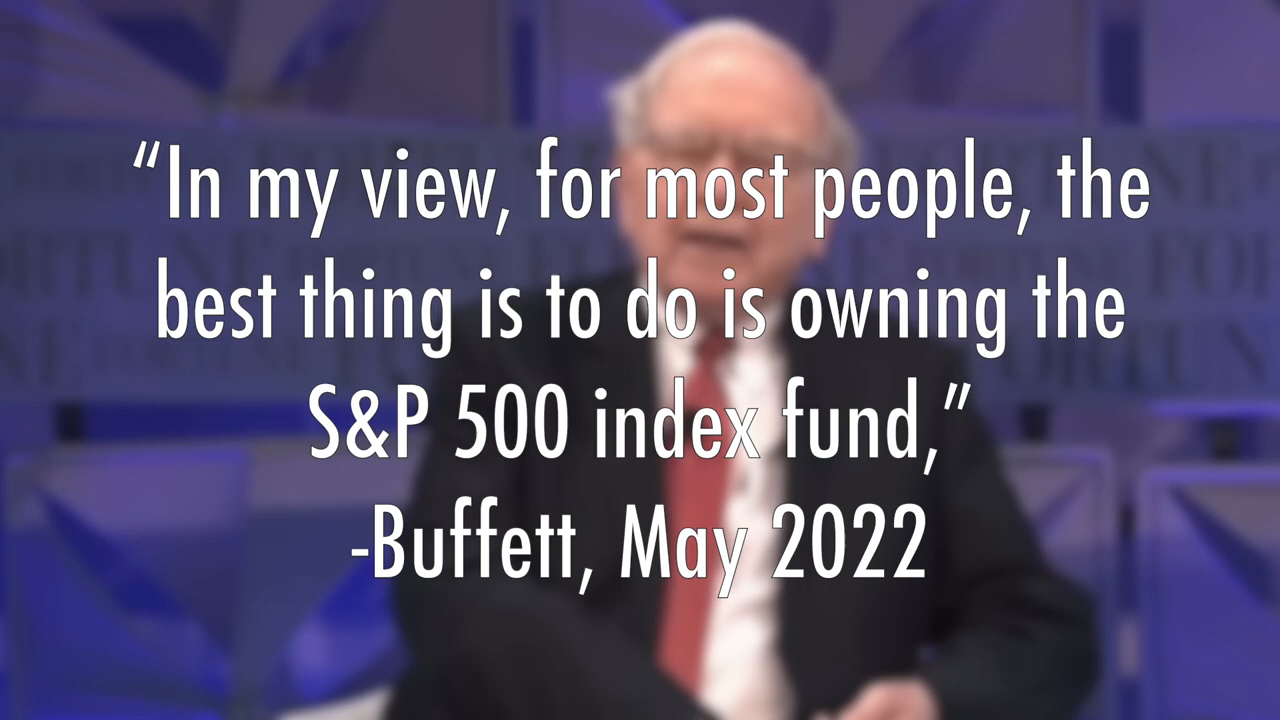 “In my view, for most people, the
best thing is to do is owning the
S&P 500 index fund,”
-Buffett, May 2022
FORTUNE